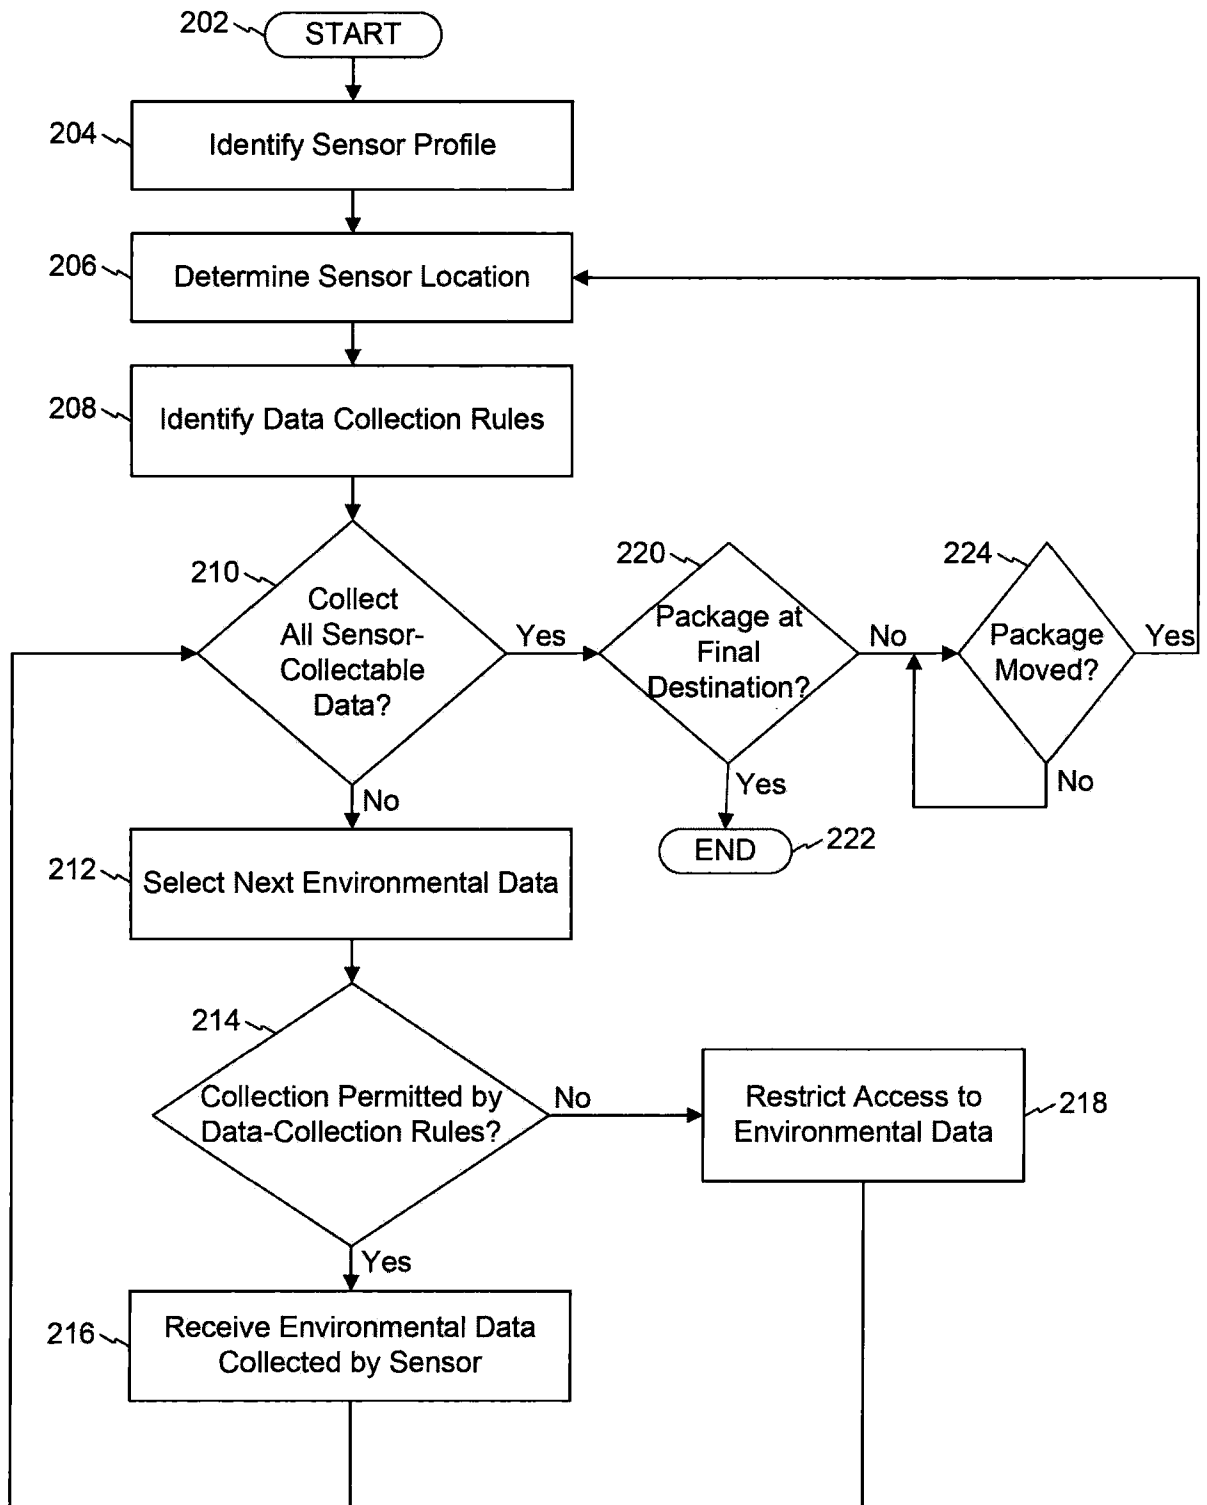 202
START
204
Identify Sensor Profile
206
Determine Sensor Location
208
Identify Data Collection Rules
210
Collect
All Sensor-
Collectable
Data?
Yes
No
220
Package at
Final
Destination?
No
Yes
224
Package
Moved?
Yes
No
END
222
212
Select Next Environmental Data
214
Collection Permitted by
Data-Collection Rules?
No
Yes
Restrict Access to
Environmental Data
218
216
Receive Environmental Data
Collected by Sensor